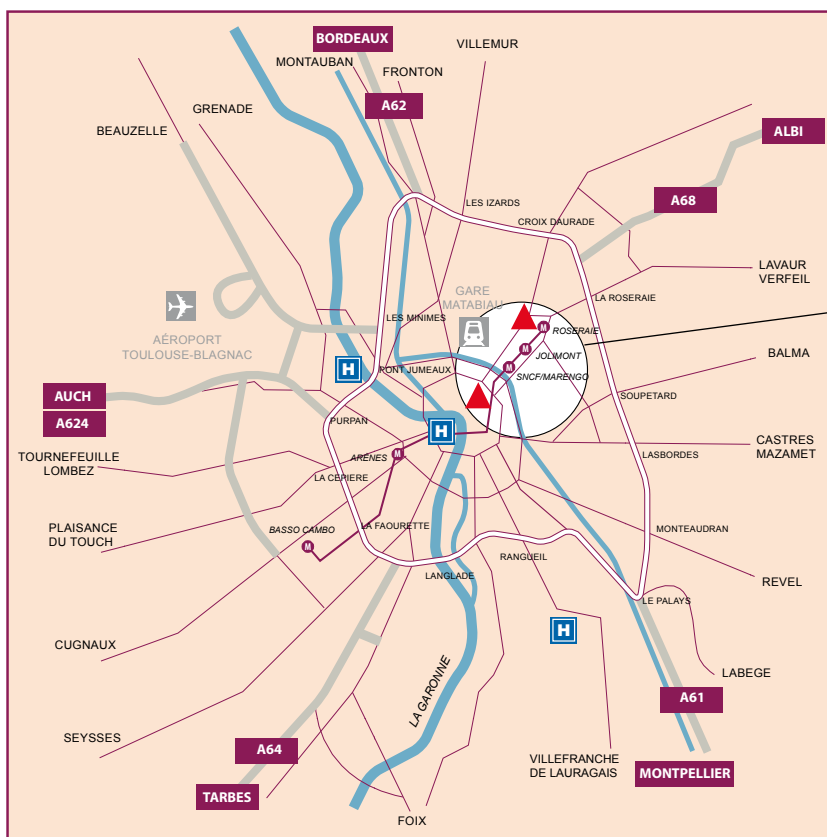 BORDEAUX
VILLEMUR
MONTAUBAN
FRONTON
A62
GRENADE
BEAUZELLE
ALBI
A68
LES IZARDS
CROIX DAURADE
LAVAUR
VERFEIL
GARE
MATABIAU
LA ROSERAIE
LES MINIMES
ROSERAIE
M
AÉROPORT
TOULOUSE-BLAGNAC
JOLIMONT
M
BALMA
PONT JUMEAUX
SNCF/MARENGO
M
H
AUCH
A624
SOUPETARD
PURPAN
H
CASTRES
MAZAMET
TOURNEFEUILLE
LOMBEZ
ARÈNES
M
LASBORDES
LA CÉPIERE
PLAISANCE
DU TOUCH
BASSO CAMBO
M
LA FAOURETTE
MONTEAUDRAN
RANGUEIL
LANGLADE
REVEL
LE PALAYS
H
CUGNAUX
LABEGE
LA GARONNE
A61
SEYSSES
A64
VILLEFRANCHE
DE LAURAGAIS
MONTPELLIER
TARBES
FOIX